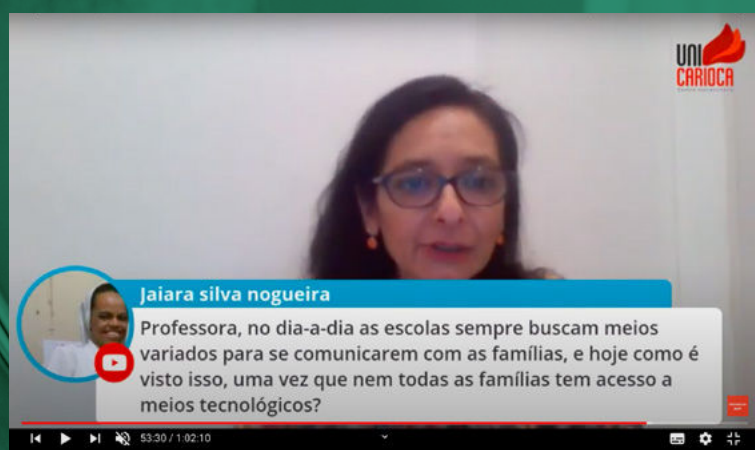 UNI
CARIOCA
Jaiara silva nogueira
Professora, no dia-a-dia as escolas sempre buscam meios
variados para se comunicarem com as famílias, e hoje como é
visto isso, uma vez que nem todas as famílias tem acesso a
meios tecnológicos?
53:30 / 1:02:10